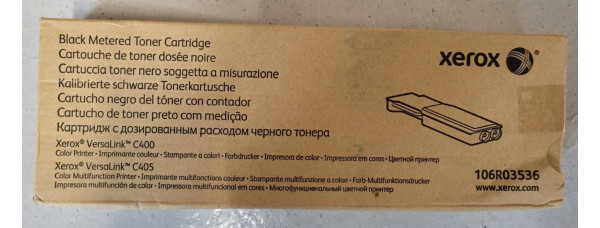 Black Metered Toner Cartridge
Cartouche de toner dosée noire
Cartuccia toner nero soggetta a misurazione
Kalibrierte schwarze Tonerkartusche
Cartucho negro del tóner con contador
Cartucho de toner preto com medição
Картридж с дозированным расходом черного тонера
Xerox® VersaLink™ C400
Color Printer • Imprimante couleur • Stampante a colori • Farbdrucker • Impresora de color • Impressora em cores • Цветной принтер
Xerox® VersaLink™ C405
Color Multifunction Printer • Imprimante multifonctions couleur • Stampante multifunzione a colori • Farb-Multifunktionsdrucker
Impresora multifunción de color • Impressora multifuncional em cores • Многофункциональный цветной принтер
xerox
106R03536
www.xerox.com